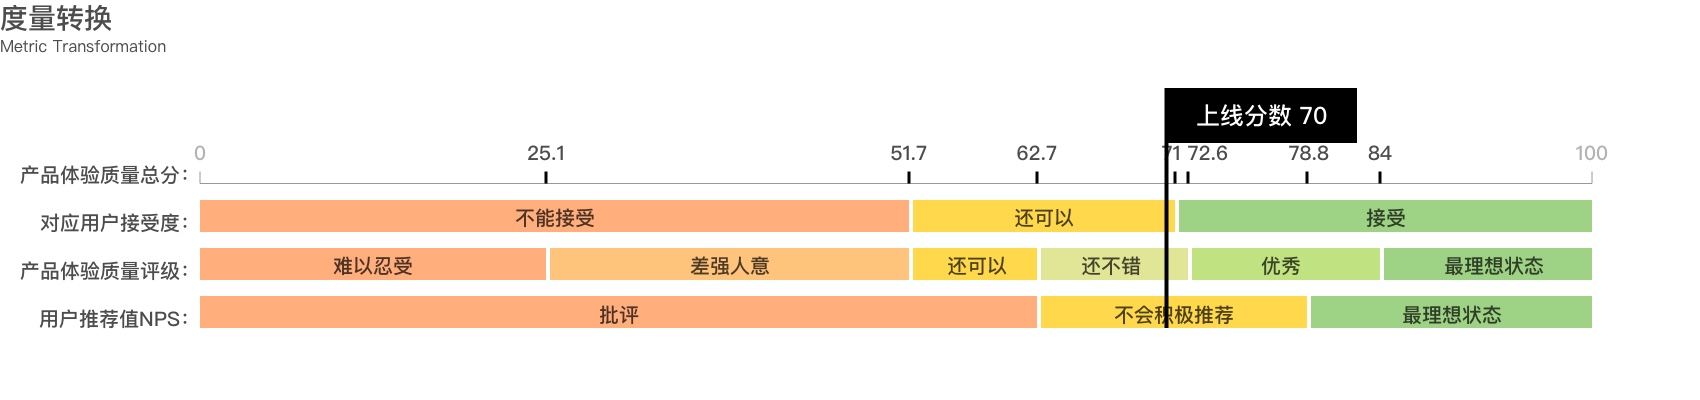 度量转换
Metric Transformation
上线分数 70
0 25.1 51.7 62.7 71 72.6 78.8 84 100
产品体验质量总分：
对应用户接受度： 不能接受 还可以 接受
产品体验质量评级： 难以忍受 差强人意 还可以 还不错 优秀 最理想状态
用户推荐值NPS： 批评 不会积极推荐 最理想状态